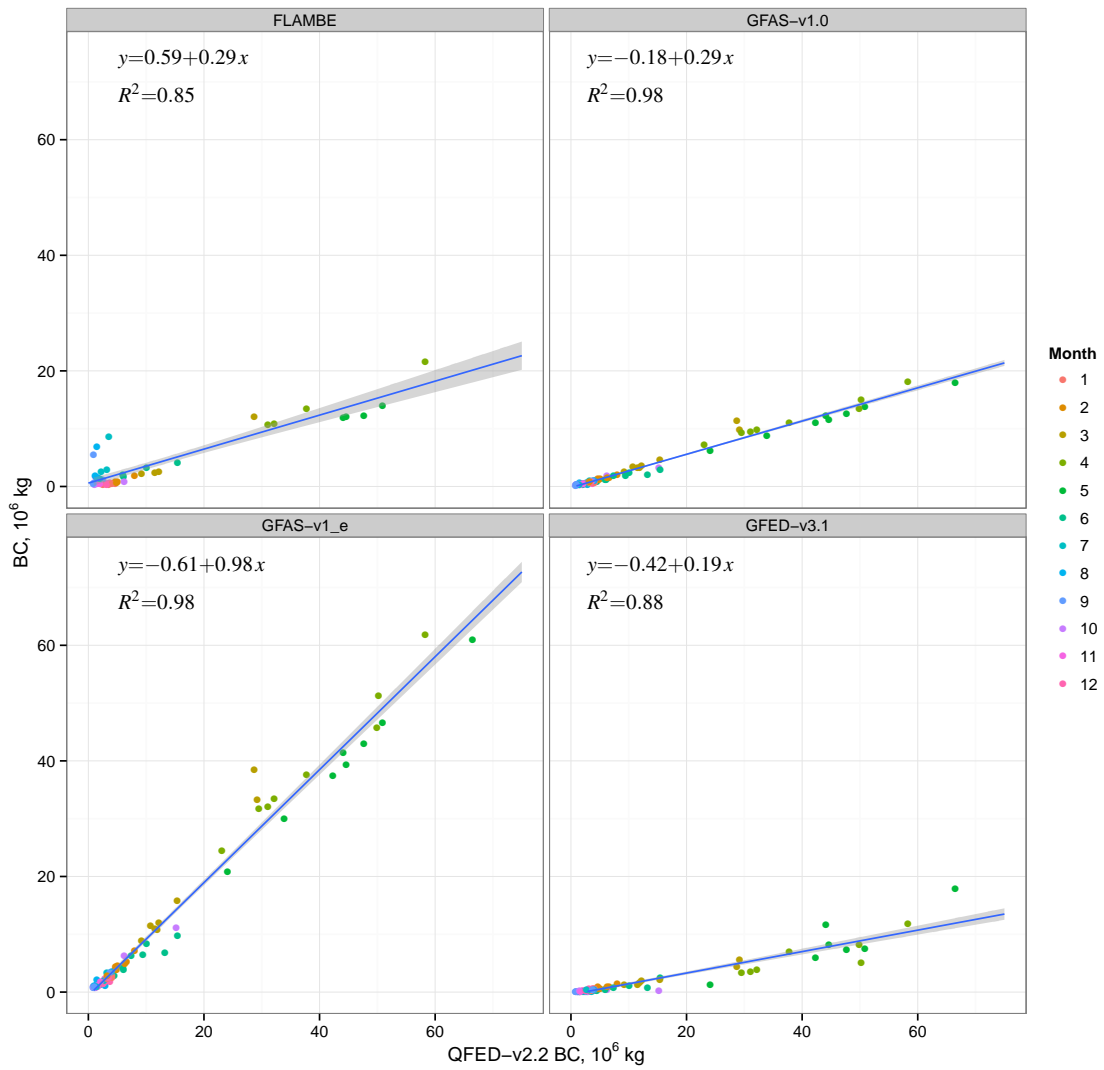 FLAMBE
GFAS−v1.0
y=0.59+0.29x
R²=0.85
y=−0.18+0.29x
R²=0.98
60
40
20
0
GFAS−v1_e
GFED−v3.1
y=−0.61+0.98x
R²=0.98
y=−0.42+0.19x
R²=0.88
60
40
20
0
0 20 40 60
0 20 40 60
BC, 10⁶ kg
QFED−v2.2 BC, 10⁶ kg
Month
1
2
3
4
5
6
7
8
9
10
11
12